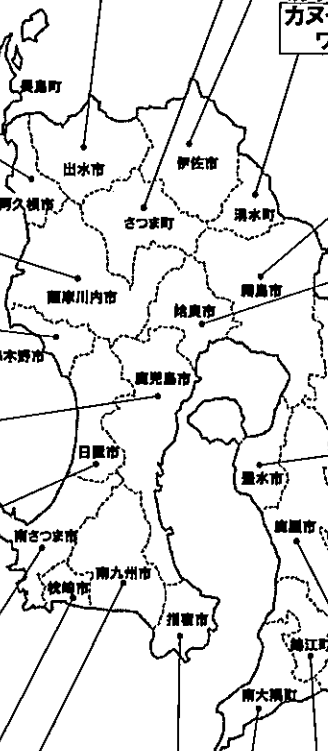 カヌー
ワ
長島町
出水市
伊佐市
阿久根市
さつま町
湧水町
薩摩川内市
霧島市
姶良市
串木野市
鹿児島市
日置市
垂水市
南さつま市
鹿屋市
南九州市
枕崎市
指宿市
錦江町
南大隅町